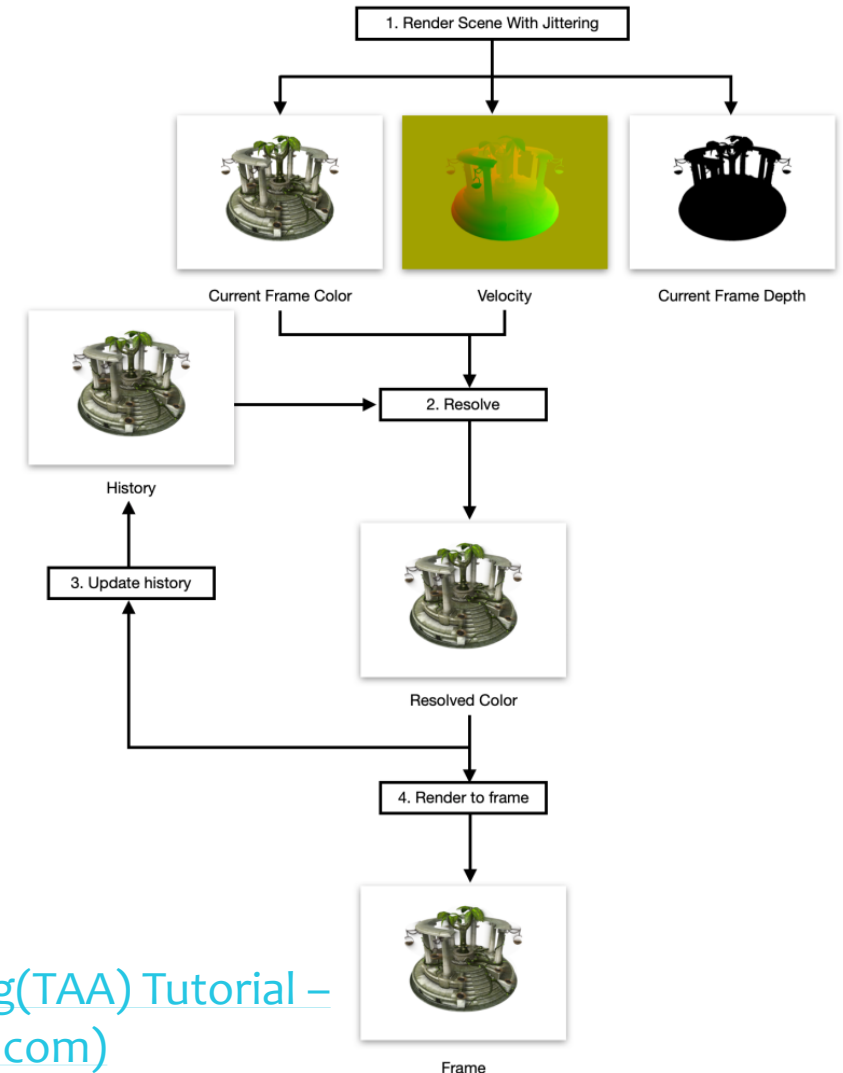 1. Render Scene With Jittering
Current Frame Color
Velocity
Current Frame Depth
2. Resolve
History
3. Update history
Resolved Color
4. Render to frame
g(TAA) Tutorial –
com)
Frame